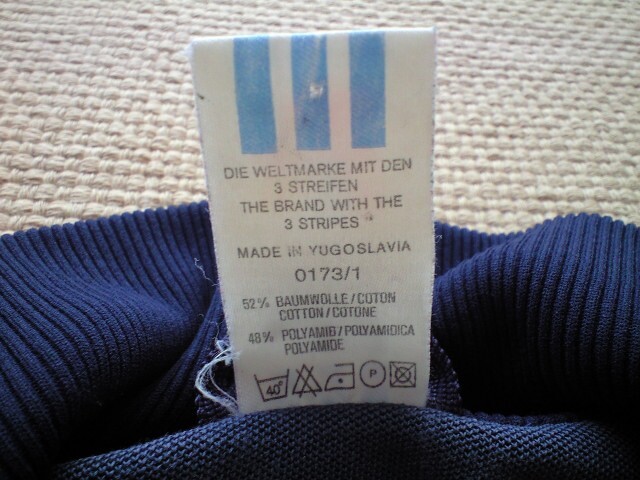 DIE WELTMARKE MIT DEN
3 STREIFEN
THE BRAND WITH THE
3 STRIPES
MADE IN YUGOSLAVIA
0173/1
52% BAUMWOLLE/COTON
COTTON/COTONE
48% POLYAMID/POLYAMIDICA
POLYAMIDE
40° P